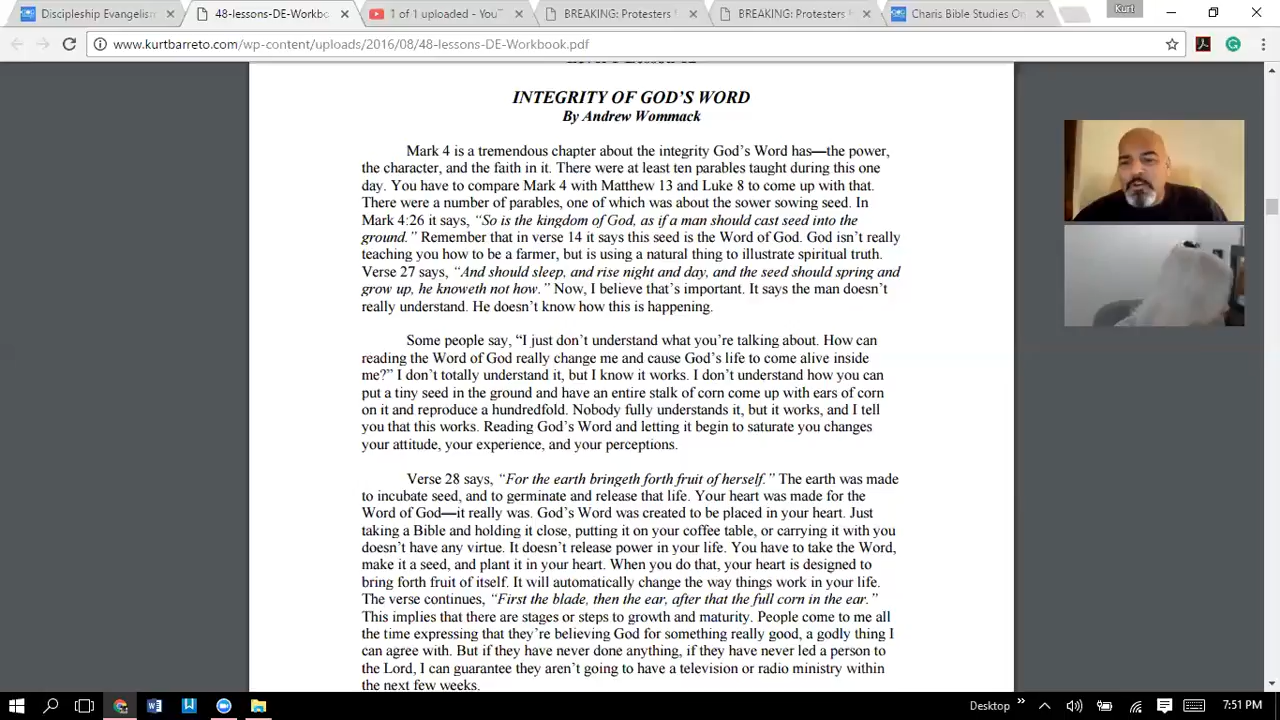 Discipleship Evangelism
48-lessons-DE-Workbo
1 of 1 uploaded - YouT
BREAKING: Protesters
BREAKING: Protesters
Charis Bible Studies O
Kurt
www.kurtbarreto.com/wp-content/uploads/2016/08/48-lessons-DE-Workbook.pdf
INTEGRITY OF GOD'S WORD
By Andrew Wommack
Mark 4 is a tremendous chapter about the integrity God's Word has—the power,
the character, and the faith in it. There were at least ten parables taught during this one
day. You have to compare Mark 4 with Matthew 13 and Luke 8 to come up with that.
There were a number of parables, one of which was about the sower sowing seed. In
Mark 4:26 it says, “So is the kingdom of God, as if a man should cast seed into the
ground.” Remember that in verse 14 it says this seed is the Word of God. God isn't really
teaching you how to be a farmer, but is using a natural thing to illustrate spiritual truth.
Verse 27 says, “And should sleep, and rise night and day, and the seed should spring and
grow up, he knoweth not how.” Now, I believe that's important. It says the man doesn't
really understand. He doesn't know how this is happening.
Some people say, “I just don't understand what you're talking about. How can
reading the Word of God really change me and cause God's life to come alive inside
me?” I don't totally understand it, but I know it works. I don't understand how you can
put a tiny seed in the ground and have an entire stalk of corn come up with ears of corn
on it and reproduce a hundredfold. Nobody fully understands it, but it works, and I tell
you that this works. Reading God's Word and letting it begin to saturate you changes
your attitude, your experience, and your perceptions.
Verse 28 says, “For the earth bringeth forth fruit of herself.” The earth was made
to incubate seed, and to germinate and release that life. Your heart was made for the
Word of God—it really was. God's Word was created to be placed in your heart. Just
taking a Bible and holding it close, putting it on your coffee table, or carrying it with you
doesn't have any virtue. It doesn't release power in your life. You have to take the Word,
make it a seed, and plant it in your heart. When you do that, your heart is designed to
bring forth fruit of itself. It will automatically change the way things work in your life.
The verse continues, “First the blade, then the ear, after that the full corn in the ear.”
This implies that there are stages or steps to growth and maturity. People come to me all
the time expressing that they're believing God for something really good, a godly thing I
can agree with. But if they have never done anything, if they have never led a person to
the Lord, I can guarantee they aren't going to have a television or radio ministry within
the next few weeks.
Desktop
7:51 PM